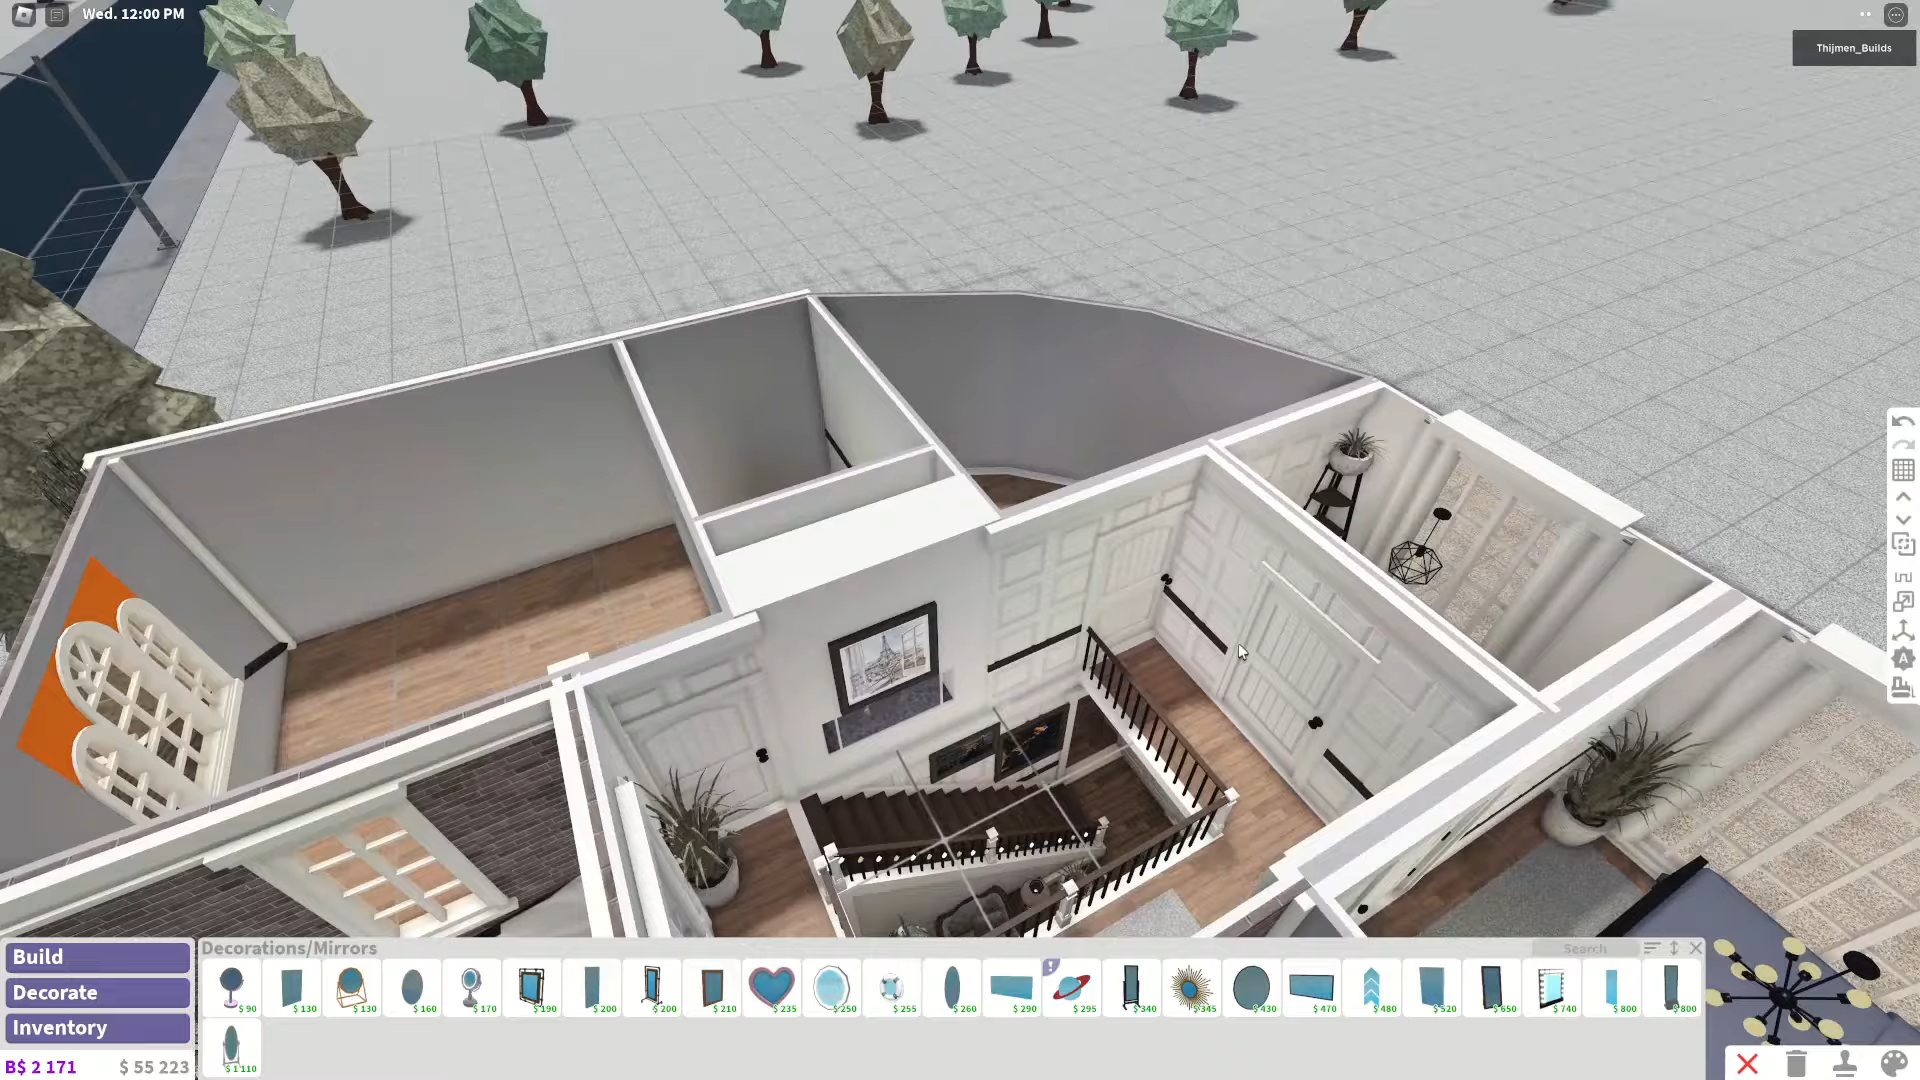 Wed. 12:00 PM
Thijmen_Builds
Build
Decorate
Inventory
B$ 2 171
$ 55 223
Decorations/Mirrors
Search
$ 90
$ 130
$ 130
$ 160
$ 170
$ 190
$ 200
$ 200
$ 210
$ 235
$ 250
$ 255
$ 260
$ 290
$ 295
$ 340
$ 345
$ 430
$ 470
$ 480
$ 520
$ 650
$ 740
$ 800
$ 800
$ 1 110